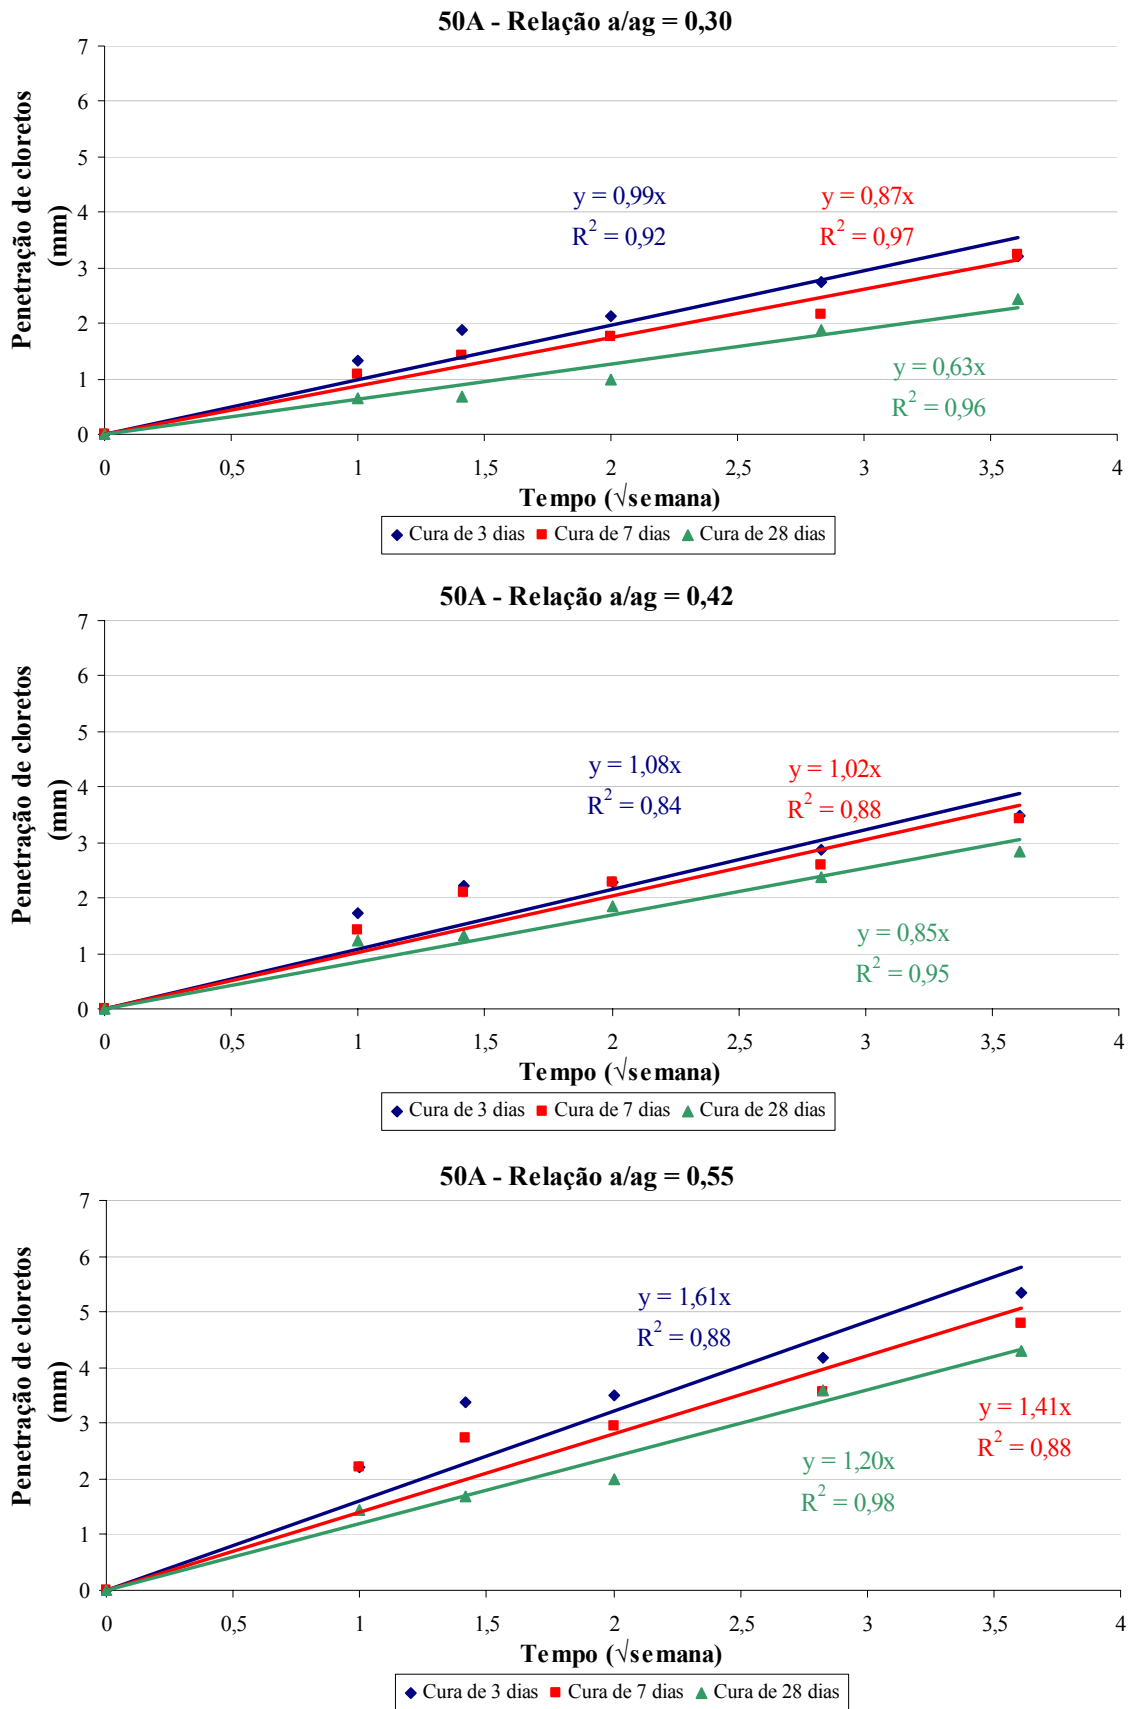 50A - Relação a/ag = 0,30
Penetração de cloretos
(mm)
7
6
5
4
3
2
1
0
y = 0,99x
R² = 0,92
y = 0,87x
R² = 0,97
y = 0,63x
R² = 0,96
0 0,5 1 1,5 2 2,5 3 3,5 4
Tempo (√semana)
Cura de 3 dias Cura de 7 dias Cura de 28 dias
50A - Relação a/ag = 0,42
Penetração de cloretos
(mm)
7
6
5
4
3
2
1
0
y = 1,08x
R² = 0,84
y = 1,02x
R² = 0,88
y = 0,85x
R² = 0,95
0 0,5 1 1,5 2 2,5 3 3,5 4
Tempo (√semana)
Cura de 3 dias Cura de 7 dias Cura de 28 dias
50A - Relação a/ag = 0,55
Penetração de cloretos
(mm)
7
6
5
4
3
2
1
0
y = 1,61x
R² = 0,88
y = 1,41x
R² = 0,88
y = 1,20x
R² = 0,98
0 0,5 1 1,5 2 2,5 3 3,5 4
Tempo (√semana)
Cura de 3 dias Cura de 7 dias Cura de 28 dias